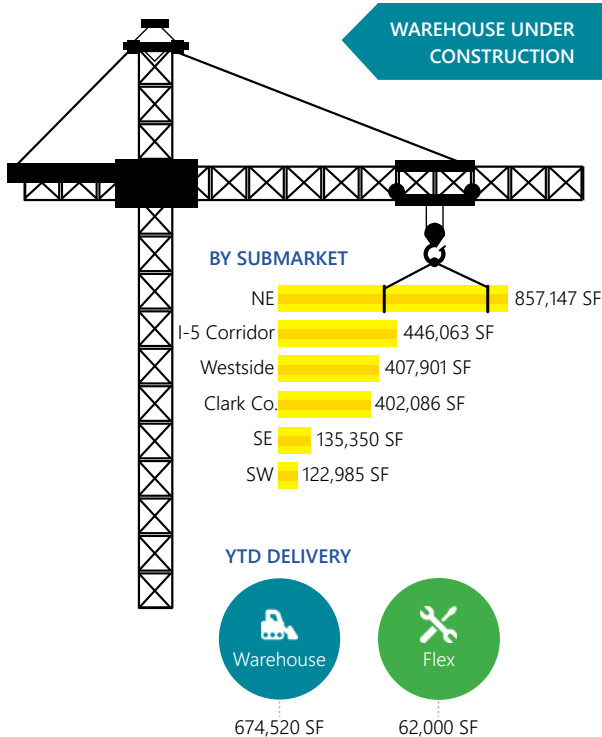 WAREHOUSE UNDER
CONSTRUCTION
BY SUBMARKET
NE 857,147 SF
I-5 Corridor 446,063 SF
Westside 407,901 SF
Clark Co. 402,086 SF
SE 135,350 SF
SW 122,985 SF
YTD DELIVERY
Warehouse Flex
674,520 SF 62,000 SF